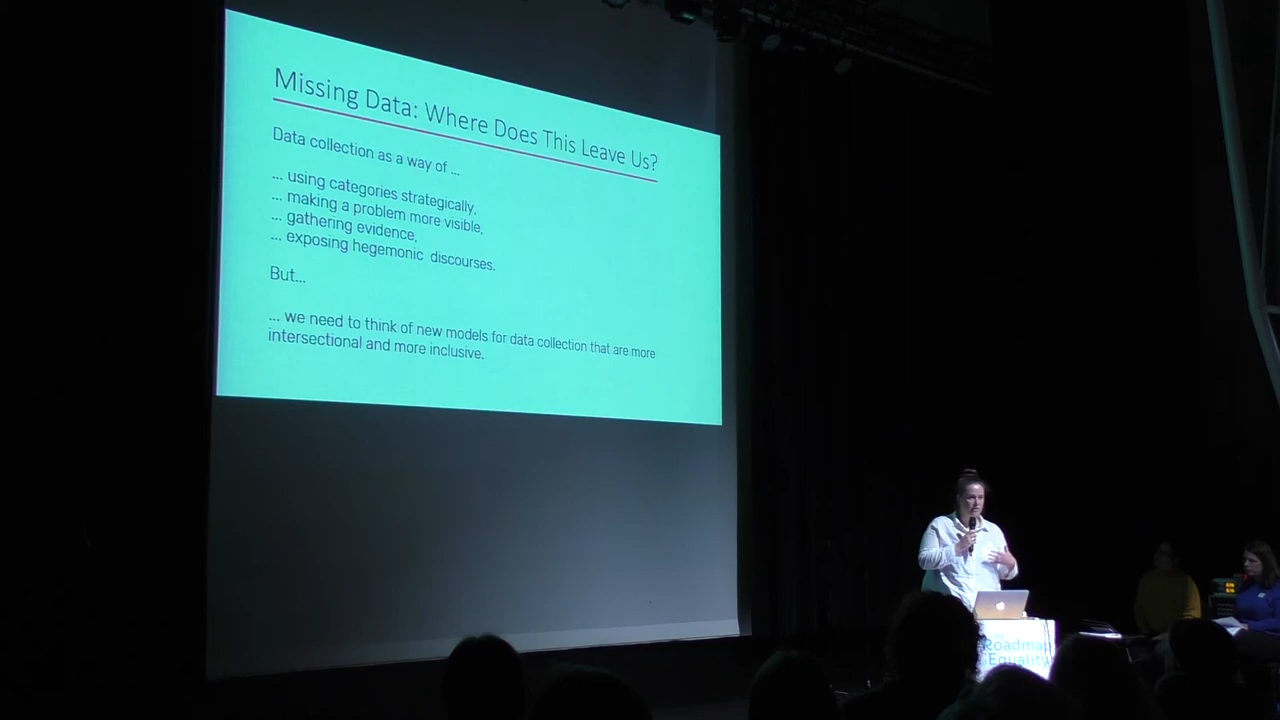 Missing Data: Where Does This Leave Us?
Data collection as a way of ...
... using categories strategically,
... making a problem more visible,
... gathering evidence,
... exposing hegemonic discourses.
But...
... we need to think of new models for data collection that are more
intersectional and more inclusive.
Roadmap
to Equality